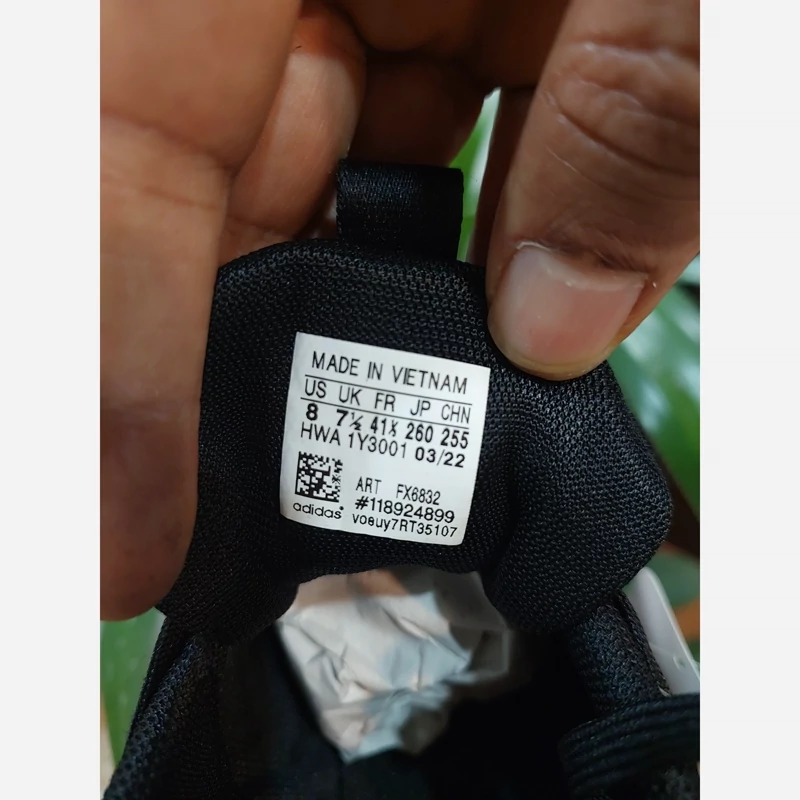 MADE IN VIETNAM
US UK FR JP CHN
8 7½ 41⅓ 260 255
HWA 1Y3001 03/22
ART FX6832
#118924899
adidas® voeuy7RT35107